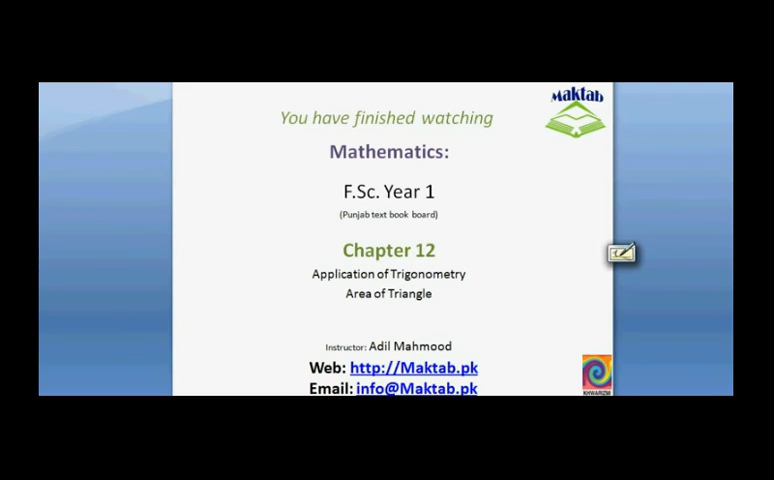 Maktab
You have finished watching
Mathematics:
F.Sc. Year 1
(Punjab text book board)
Chapter 12
Application of Trigonometry
Area of Triangle
Instructor: Adil Mahmood
Web: http://Maktab.pk
Email: info@Maktab.pk
KHWARIZM